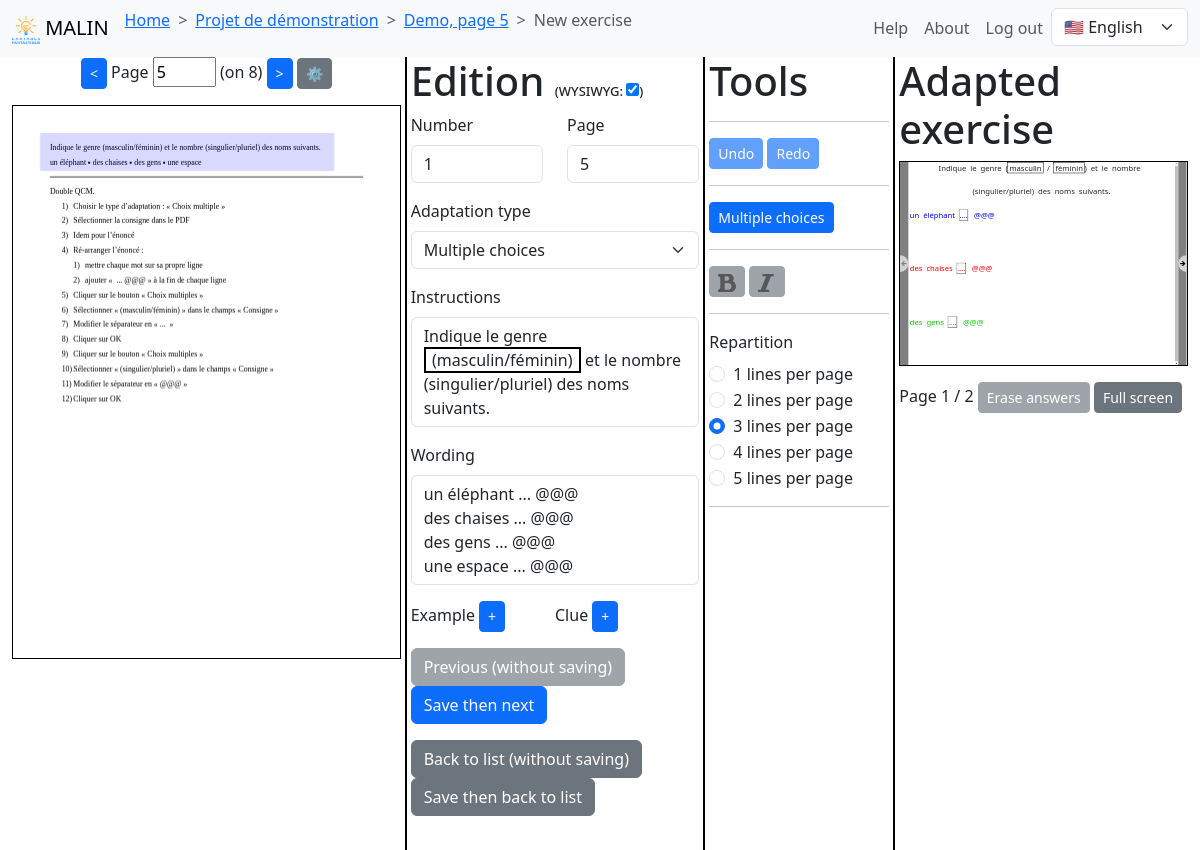 MALIN Home > Projet de démonstration > Demo, page 5 > New exercise Help About Log out English
< Page 5 (on 8) >
Indique le genre (masculin/féminin) et le nombre (singulier/pluriel) des noms suivants.
un éléphant • des chaises • des gens • une espace
Double QCM.
1) Choisir le type d'adaptation : « Choix multiple »
2) Sélectionner la consigne dans le PDF
3) Idem pour l'énoncé
4) Ré-arranger l'énoncé :
1) mettre chaque mot sur sa propre ligne
2) ajouter « ... @@@ » à la fin de chaque ligne
5) Cliquer sur le bouton « Choix multiples »
6) Sélectionner « (masculin/féminin) » dans le champs « Consigne »
7) Modifier le séparateur en « ... »
8) Cliquer sur OK
9) Cliquer sur le bouton « Choix multiples »
10) Sélectionner « (singulier/pluriel) » dans le champs « Consigne »
11) Modifier le séparateur en « @@@ »
12) Cliquer sur OK
Edition (WYSIWYG: )
Number Page
1 5
Adaptation type
Multiple choices
Instructions
Indique le genre
(masculin/féminin) et le nombre
(singulier/pluriel) des noms
suivants.
Wording
un éléphant ... @@@
des chaises ... @@@
des gens ... @@@
une espace ... @@@
Example + Clue +
Previous (without saving)
Save then next
Back to list (without saving)
Save then back to list
Tools
Undo Redo
Multiple choices
B I
Repartition
1 lines per page
2 lines per page
3 lines per page
4 lines per page
5 lines per page
Adapted
exercise
Indique le genre (masculin / féminin) et le nombre
(singulier/pluriel) des noms suivants.
un éléphant .... @@@
des chaises .... @@@
des gens .... @@@
Page 1 / 2 Erase answers Full screen